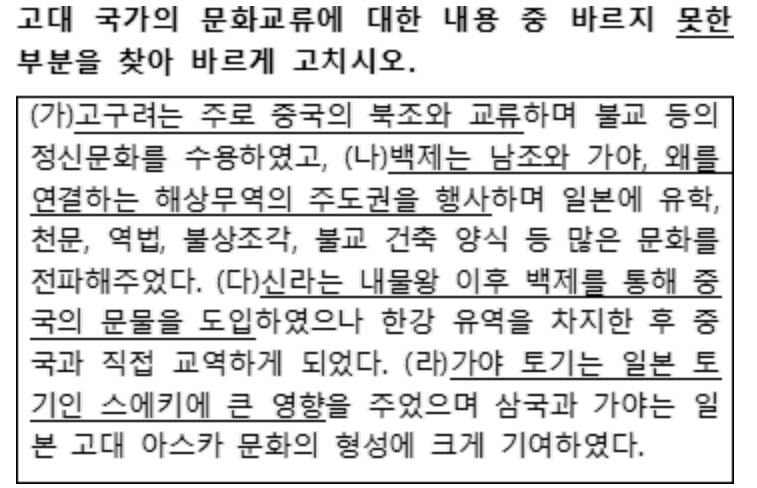 고대 국가의 문화교류에 대한 내용 중 바르지 못한
부분을 찾아 바르게 고치시오.
(가)고구려는 주로 중국의 북조와 교류하며 불교 등의
정신문화를 수용하였고, (나)백제는 남조와 가야, 왜를
연결하는 해상무역의 주도권을 행사하며 일본에 유학,
천문, 역법, 불상조각, 불교 건축 양식 등 많은 문화를
전파해주었다. (다)신라는 내물왕 이후 백제를 통해 중
국의 문물을 도입하였으나 한강 유역을 차지한 후 중
국과 직접 교역하게 되었다. (라)가야 토기는 일본 토
기인 스에키에 큰 영향을 주었으며 삼국과 가야는 일
본 고대 아스카 문화의 형성에 크게 기여하였다.